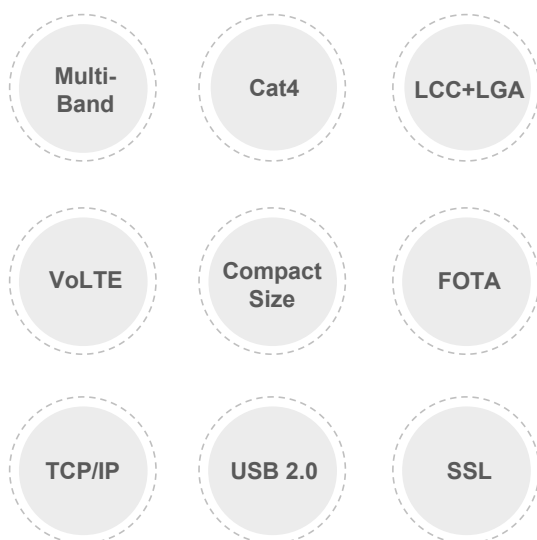 Multi-
Band
Cat4
LCC+LGA
VoLTE
Compact
Size
FOTA
TCP/IP
USB 2.0
SSL